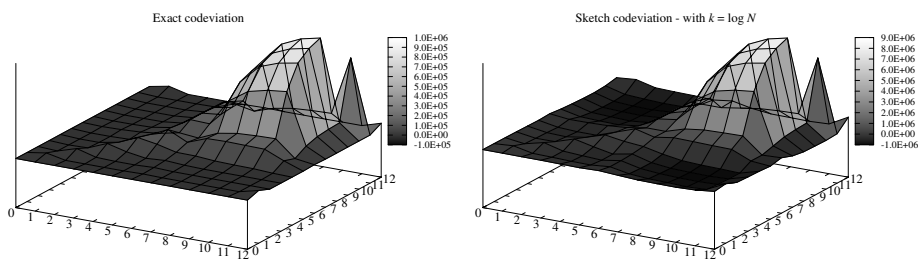 Exact codeviation
1.0E+06
9.0E+05
8.0E+05
7.0E+05
6.0E+05
5.0E+05
4.0E+05
3.0E+05
2.0E+05
1.0E+05
0.0E+00
-1.0E+05
0 1 2 3 4 5 6 7 8 9 10 11 12
0 1 2 3 4 5 6 7 8 9 10 11 12
Sketch codeviation - with k = log N
9.0E+06
8.0E+06
7.0E+06
6.0E+06
5.0E+06
4.0E+06
3.0E+06
2.0E+06
1.0E+06
0.0E+00
-1.0E+06
0 1 2 3 4 5 6 7 8 9 10 11 12
0 1 2 3 4 5 6 7 8 9 10 11 12